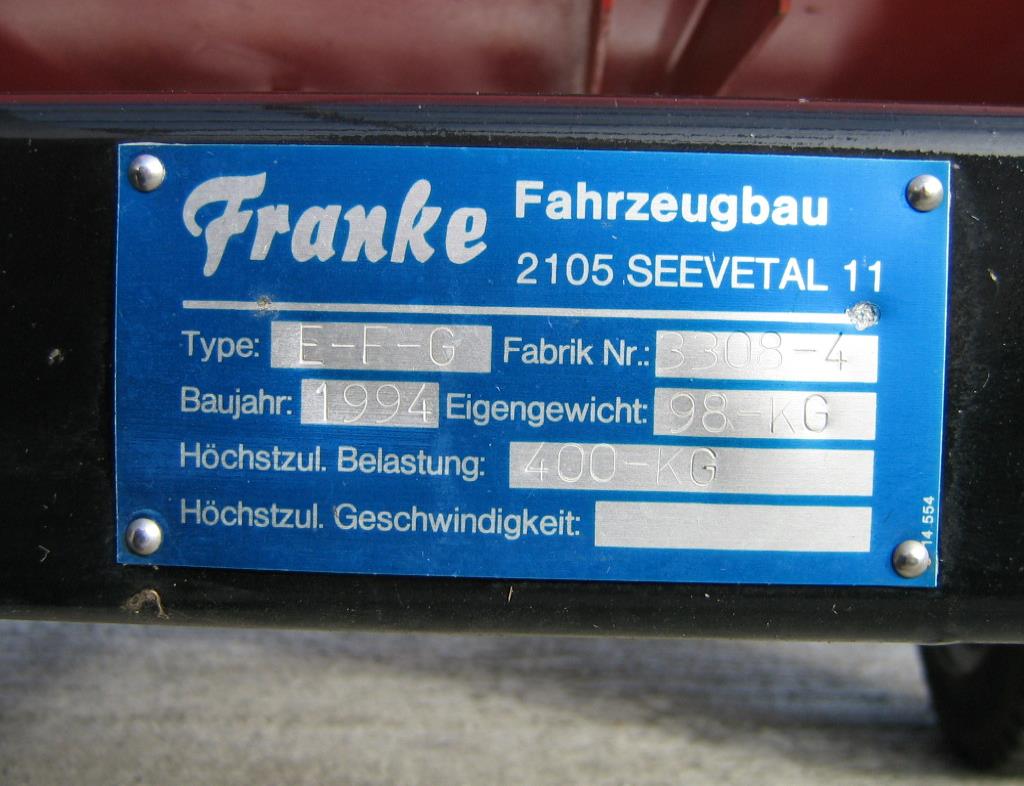 Franke Fahrzeugbau
2105 SEEVETAL 11
Type: E-F-G Fabrik Nr.: 3308-4
Baujahr: 1994 Eigengewicht: 98-KG
Höchstzul. Belastung: 400-KG
Höchstzul. Geschwindigkeit:
14 554